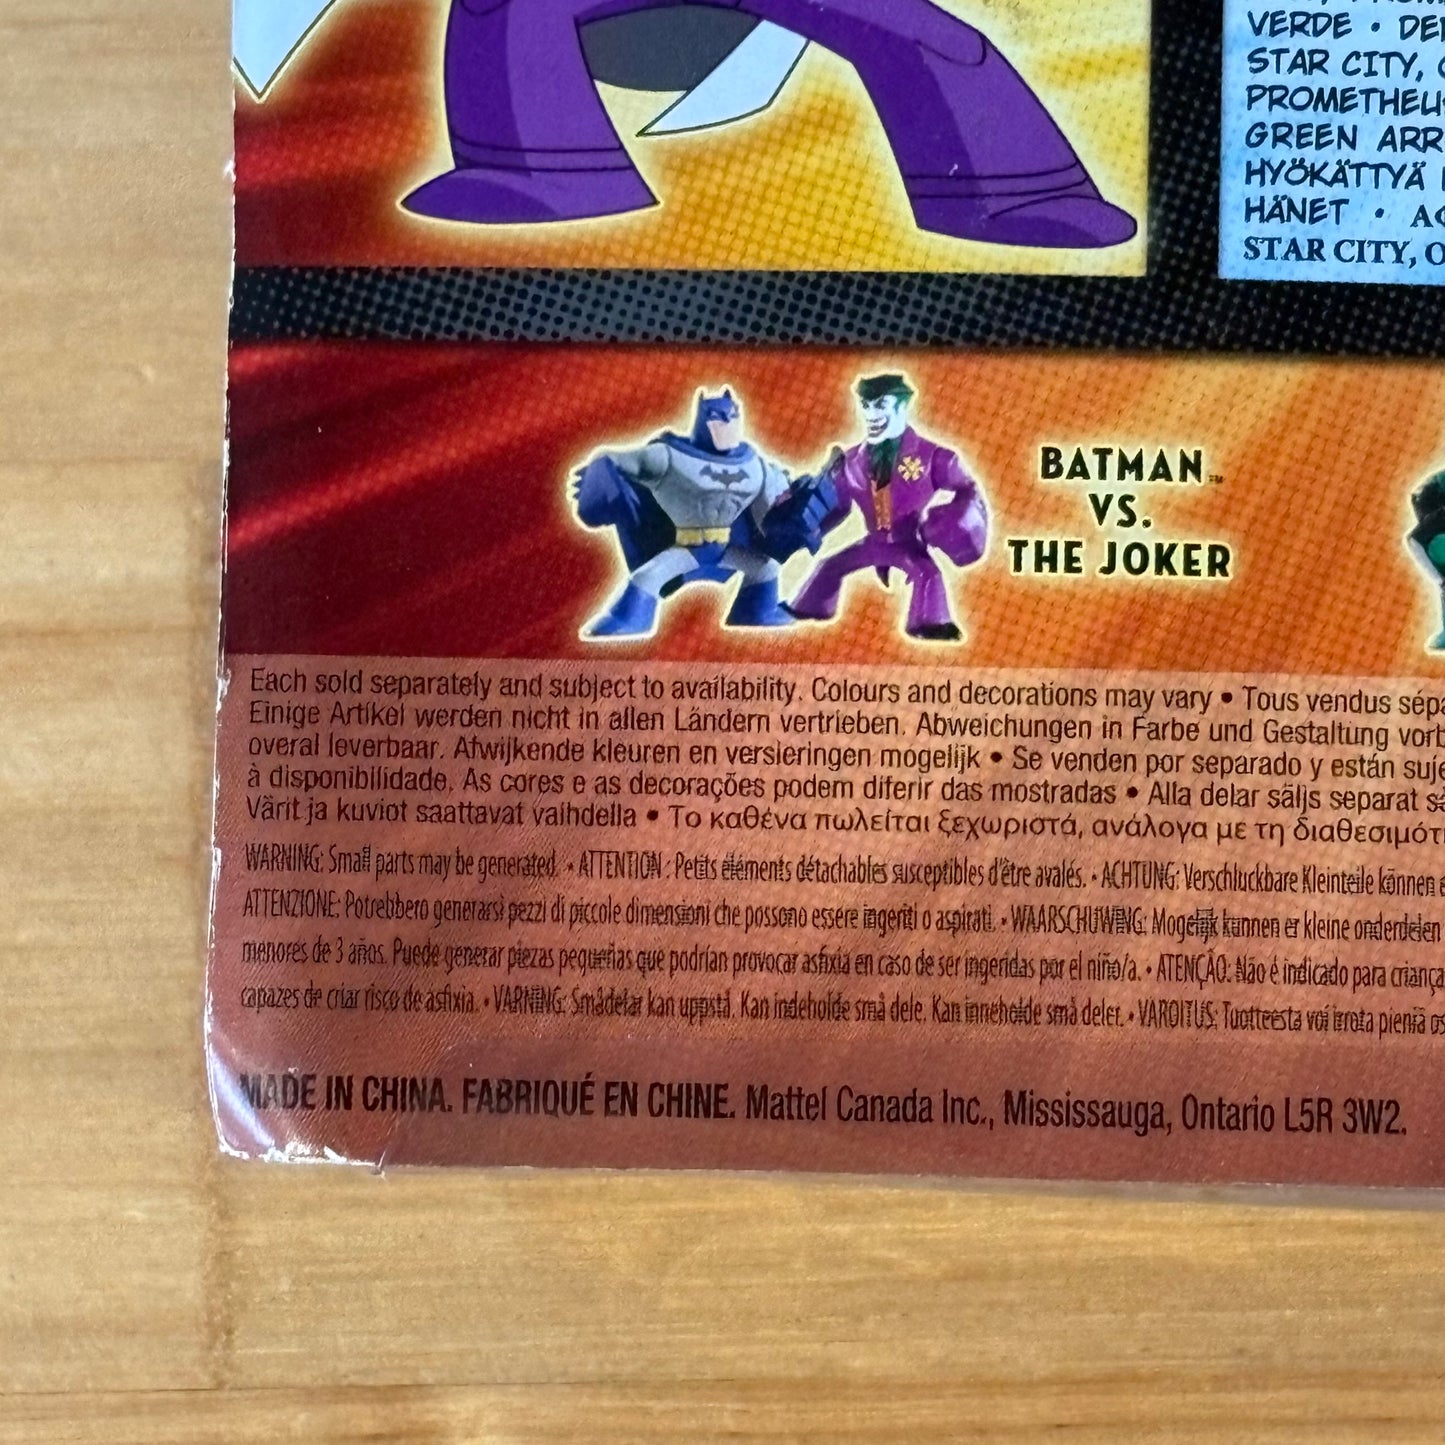 VERDE • DE
STAR CITY,
PROMETHEU
GREEN ARR
HYÖKÄTTYÄ
HÄNET •
STAR CITY, O
BATMAN™
VS.
THE JOKER
Each sold separately and subject to availability. Colours and decorations may vary • Tous vendus sépa
Einige Artikel werden nicht in allen Ländern vertrieben. Abweichungen in Farbe und Gestaltung vorb
overal leverbaar. Afwijkende kleuren en versieringen mogelijk • Se venden por separado y están suje
à disponibilidade. As cores e as decorações podem diferir das mostradas • Alla delar säljs separat
Värit ja kuviot saattavat vaihdella • Το καθένα πωλείται ξεχωριστά, ανάλογα με τη διαθεσιμότ
WARNING: Small parts may be generated. • ATTENTION : Petits éléments détachables susceptibles d'être avalés. • ACHTUNG: Verschluckbare Kleinteile können
ATTENZIONE: Potrebbero generarsi pezzi di piccole dimensioni che possono essere ingeriti o aspirati. • WAARSCHUWING: Mogelijk kunnen er kleine onderdelen
menores de 3 años. Puede generar piezas pequeñas que podrían provocar asfixia en caso de ser ingeridas por el niño/a. • ATENÇÃO: Não é indicado para criança
capazes de criar risco de asfixia. • VARNING: Smådelar kan uppstå. Kan indeholde små dele. Kan inneholde små deler. • VAROITUS: Tuotteesta voi irrota pieniä os
MADE IN CHINA. FABRIQUÉ EN CHINE. Mattel Canada Inc., Mississauga, Ontario L5R 3W2.